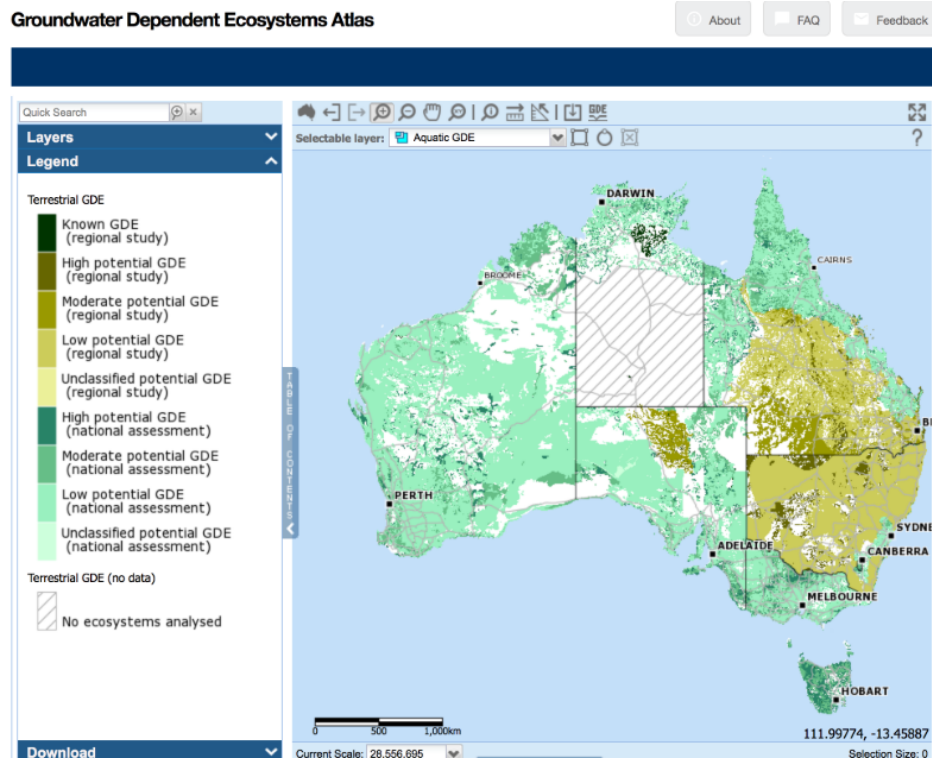 Groundwater Dependent Ecosystems Atlas
About
FAQ
Feedback
Quick Search
Layers
Legend
Terrestrial GDE
Known GDE
(regional study)
High potential GDE
(regional study)
Moderate potential GDE
(regional study)
Low potential GDE
(regional study)
Unclassified potential GDE
(regional study)
High potential GDE
(national assessment)
Moderate potential GDE
(national assessment)
Low potential GDE
(national assessment)
Unclassified potential GDE
(national assessment)
Terrestrial GDE (no data)
No ecosystems analysed
Download
TABLE OF CONTENTS
GDE
Selectable layer: Aquatic GDE
?
DARWIN
CAIRNS
BROOME
B
PERTH
SYDNE
ADELAIDE
CANBERRA
MELBOURNE
HOBART
0 500 1,000km
111.99774, -13.45887
Current Scale: 28,556,695
Selection Size: 0